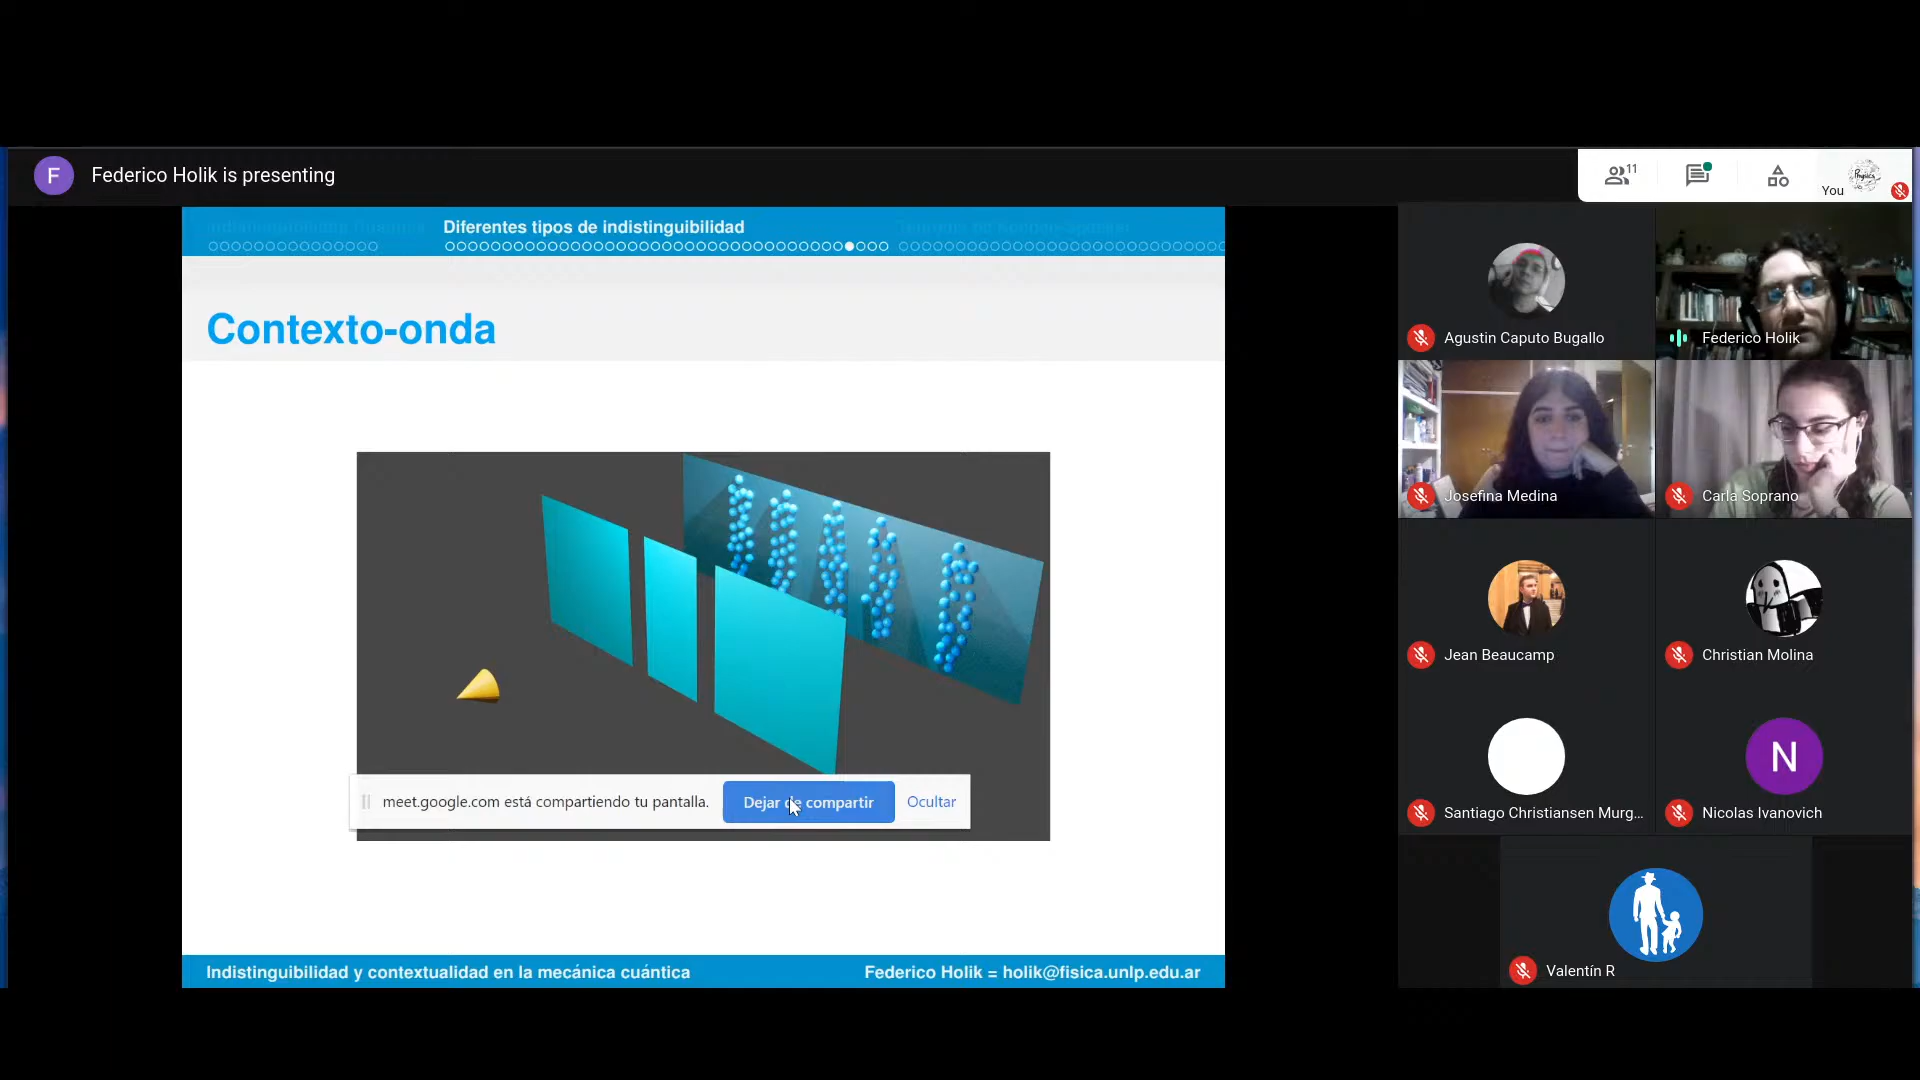 F
Federico Holik is presenting
11
You
Physics
Diferentes tipos de indistinguibilidad
Contexto-onda
meet.google.com está compartiendo tu pantalla.
Dejar de compartir
Ocultar
Indistinguibilidad y contextualidad en la mecánica cuántica
Federico Holik = holik@fisica.unlp.edu.ar
Agustin Caputo Bugallo
Federico Holik
Josefina Medina
Carla Soprano
Jean Beaucamp
Christian Molina
Santiago Christiansen Murg...
N
Nicolas Ivanovich
Valentín R